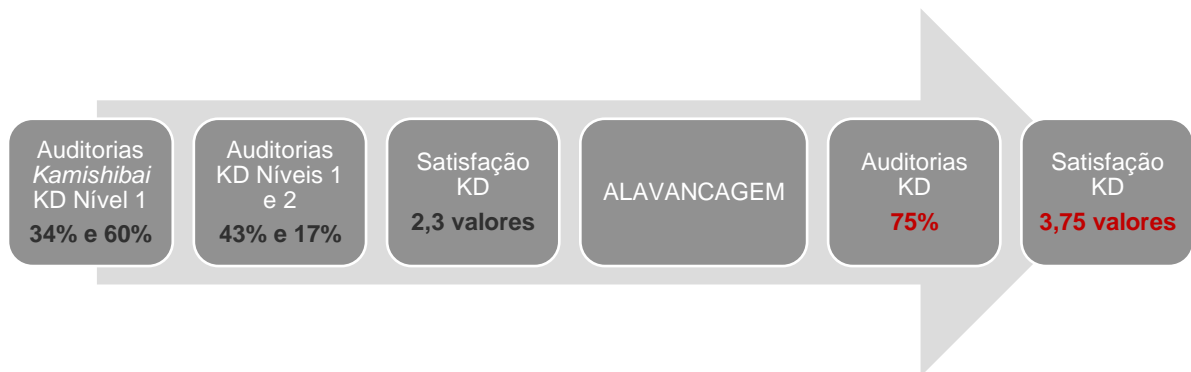 Auditorias
Kamishibai
KD Nível 1
34% e 60%
Auditorias
KD Níveis 1
e 2
43% e 17%
Satisfação
KD
2,3 valores
ALAVANCAGEM
Auditorias
KD
75%
Satisfação
KD
3,75 valores